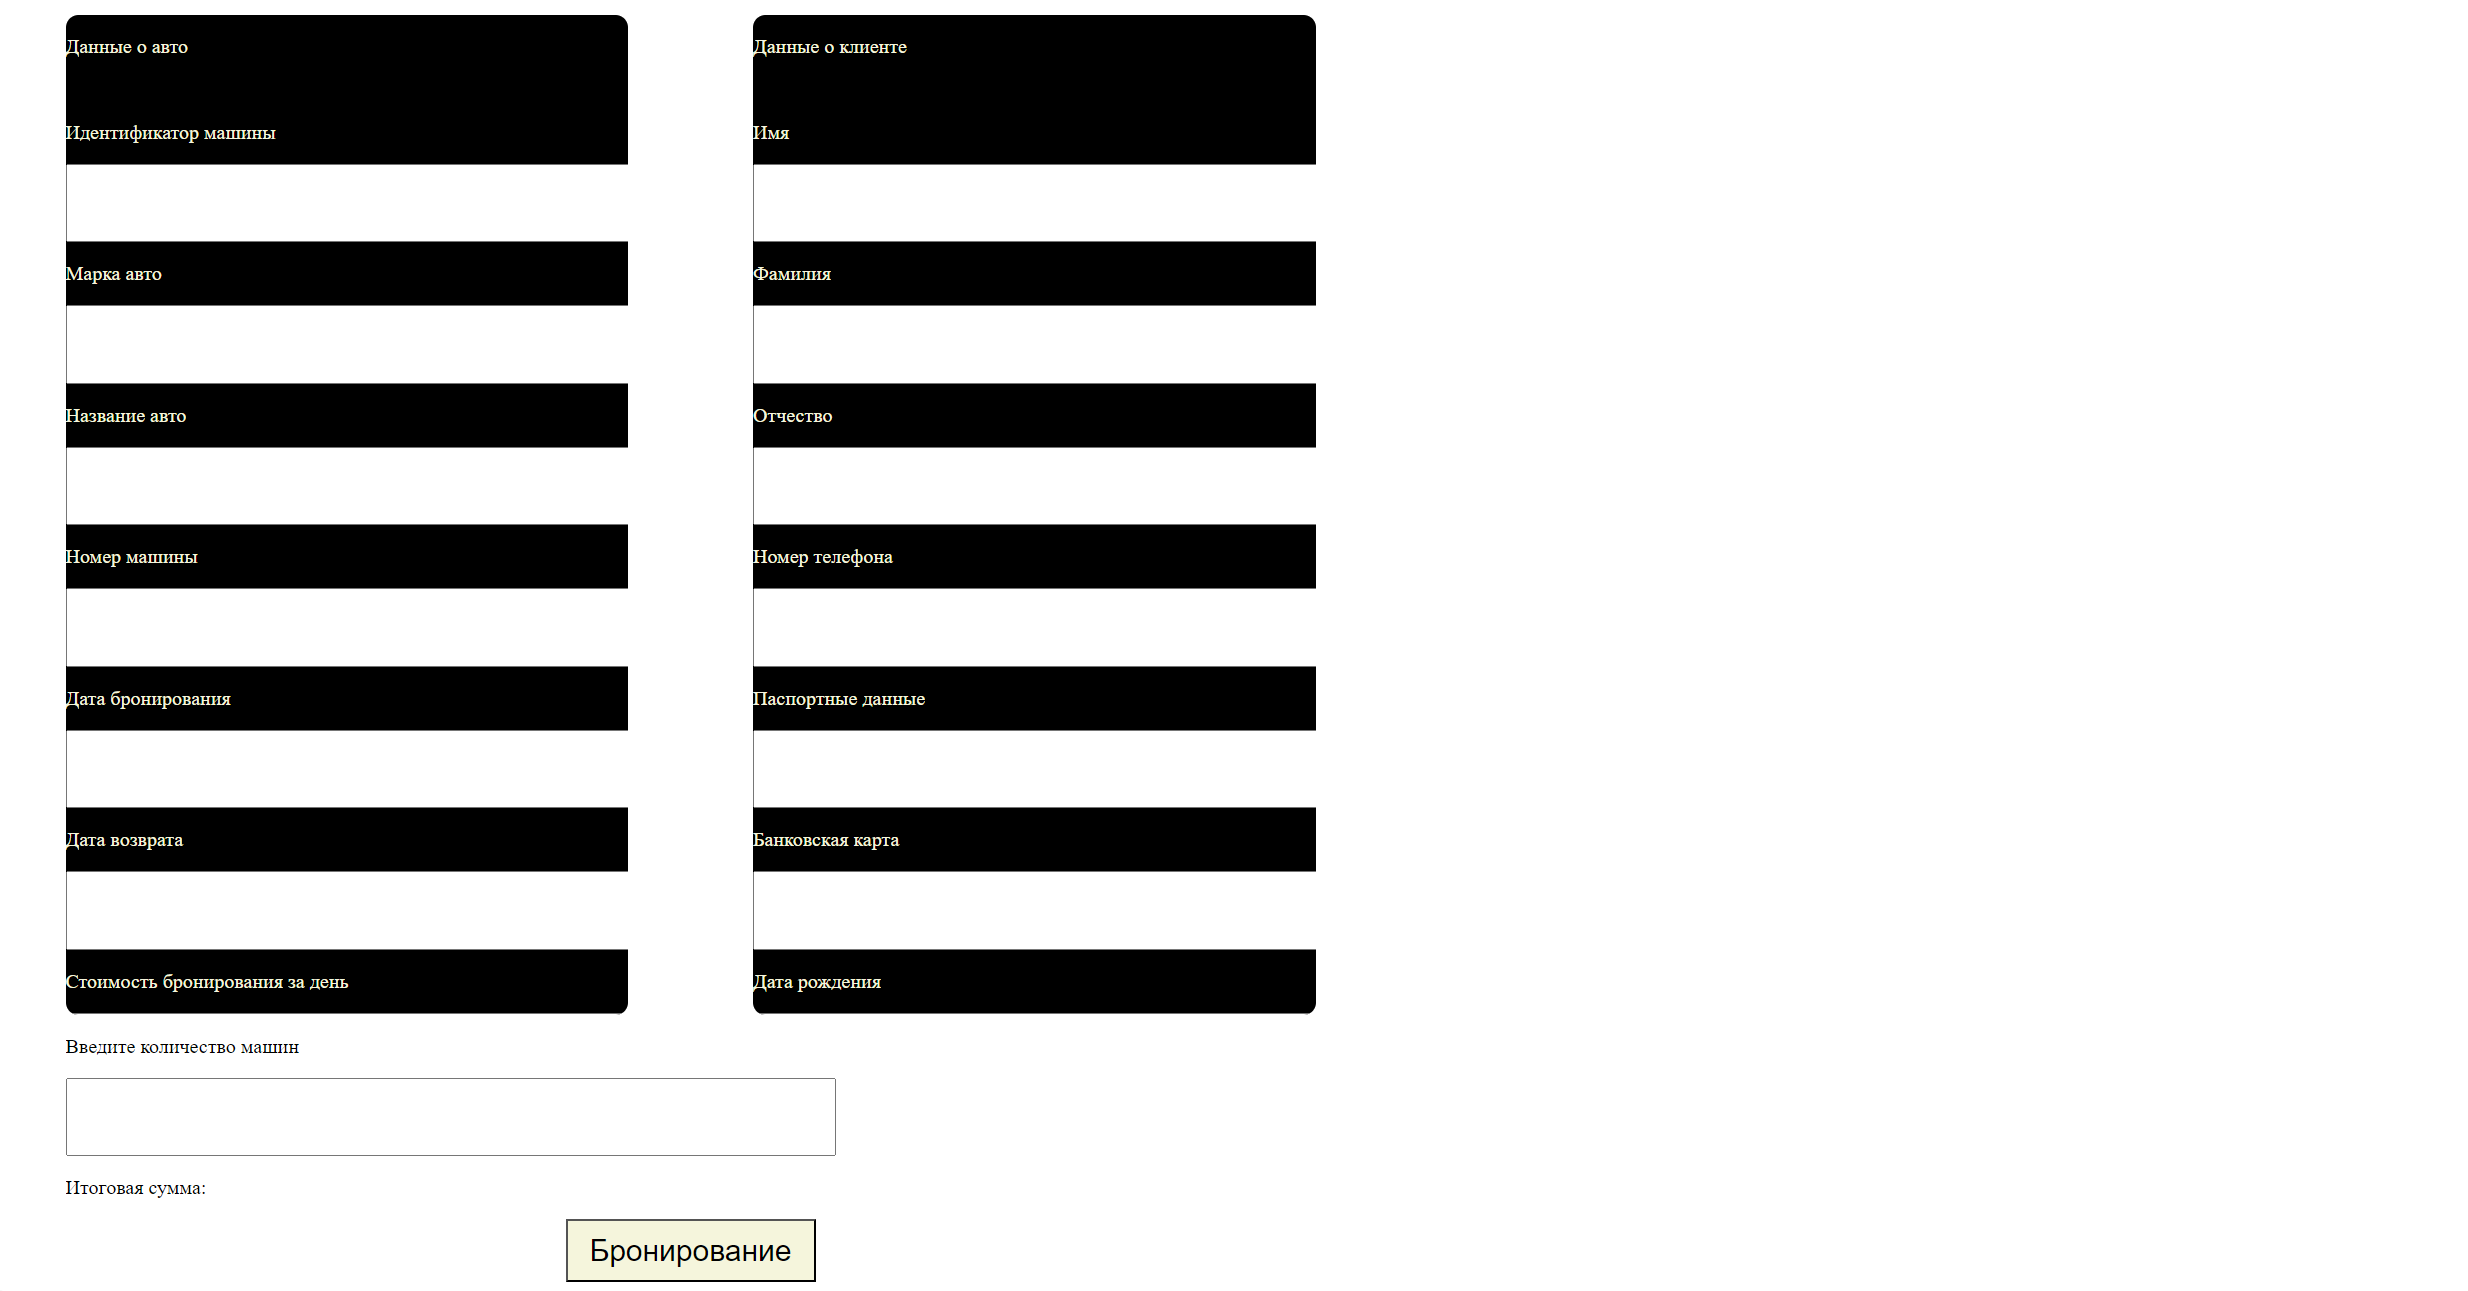 Данные о авто
Идентификатор машины
Марка авто
Название авто
Номер машины
Дата бронирования
Дата возврата
Стоимость бронирования за день
Данные о клиенте
Имя
Фамилия
Отчество
Номер телефона
Паспортные данные
Банковская карта
Дата рождения
Введите количество машин
Итоговая сумма:
Бронирование